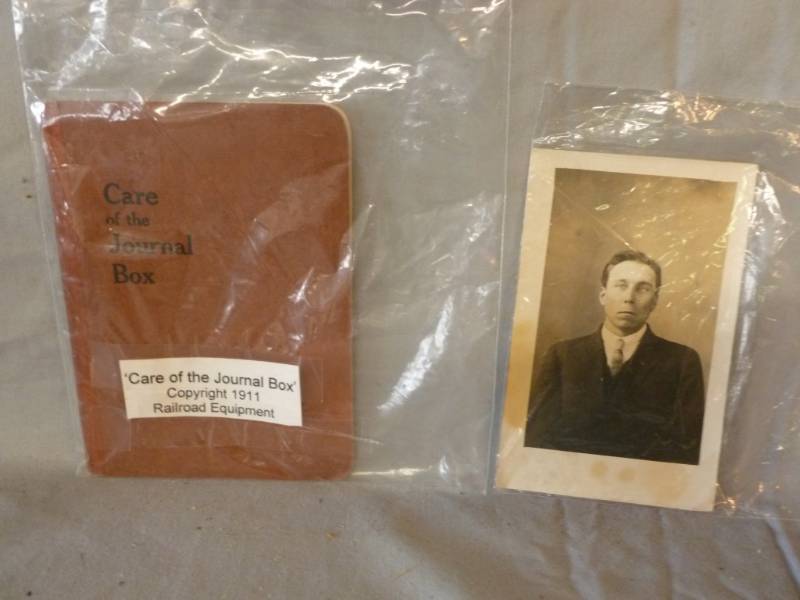 Care
of the
Journal
Box
'Care of the Journal Box'
Copyright 1911
Railroad Equipment